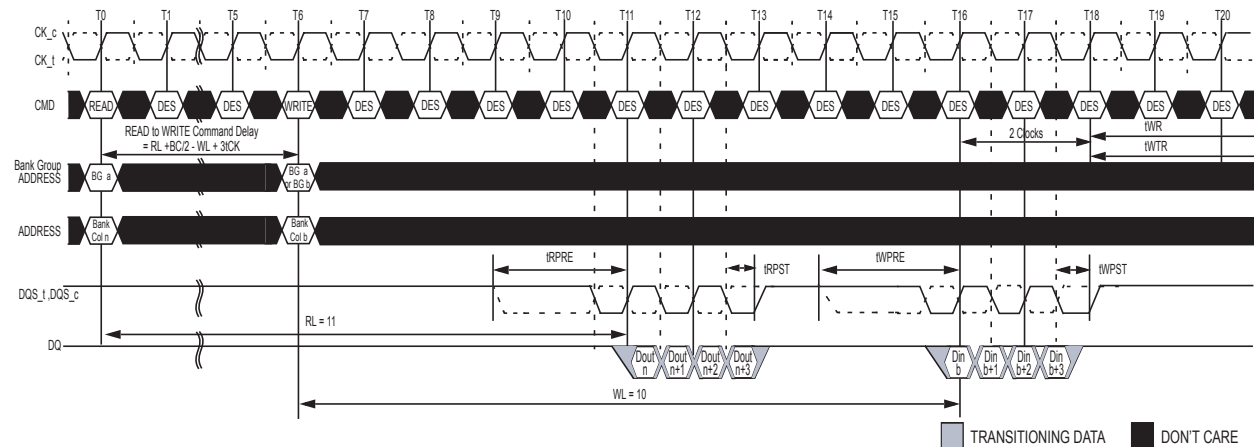 T0 T1 T5 T6 T7 T8 T9 T10 T11 T12 T13 T14 T15 T16 T17 T18 T19 T20
CK_c
CK_t
CMD READ DES DES WRITE DES DES DES DES DES DES DES DES DES DES DES DES DES DES
READ to WRITE Command Delay
= RL +BC/2 - WL + 3tCK
2 Clocks
tWR
tWTR
Bank Group
ADDRESS
BG a
BG a
or BG b
ADDRESS
Bank
Col n
Bank
Col b
tRPRE
tRPST
tWPRE
tWPST
DQS_t ,DQS_c
RL = 11
DQ
Dout
n
Dout
n+1
Dout
n+2
Dout
n+3
Din
b
Din
b+1
Din
b+2
Din
b+3
WL = 10
TRANSITIONING DATA
DON'T CARE